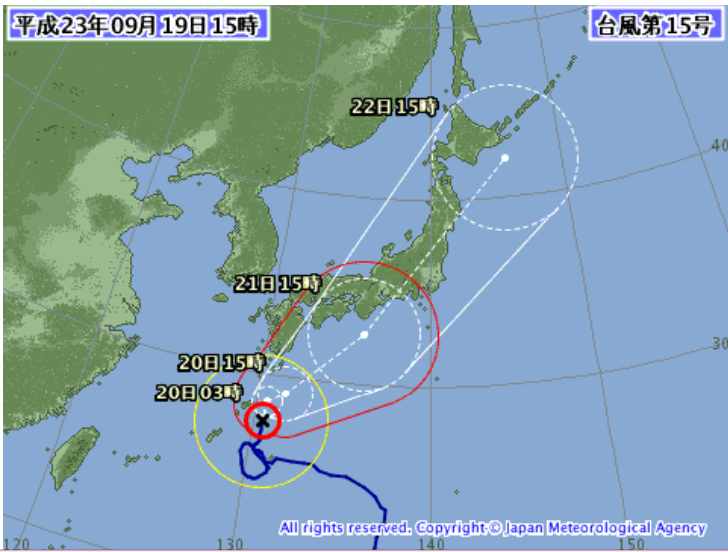 平成23年09月19日15時
台風第15号
22日15時
40
21日15時
30
20日15時
20日03時
All rights reserved. Copyright © Japan Meteorological Agency
120
130
140
150